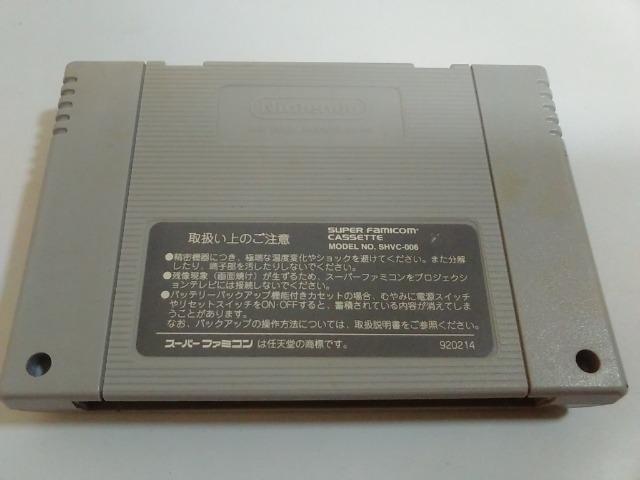 Nintendo
取扱い上のご注意
SUPER FAMICOM
CASSETTE
MODEL NO. SHVC-006
●精密機器につき、極端な温度変化やショックを避けてください。また分解
したり、端子部を汚したりしないでください。
●残像現象(画面焼け)が生ずるため、スーパーファミコンをプロジェクシ
ョンテレビには接続しないでください。
●バッテリーバックアップ機能付きカセットの場合、むやみに電源スイッチ
やリセットスイッチをON・OFFすると、蓄積されている内容が消えてしま
うことがあります。
なお、バックアップの操作方法については、取扱説明書をご参照ください。
スーパーファミコンは任天堂の商標です。
920214